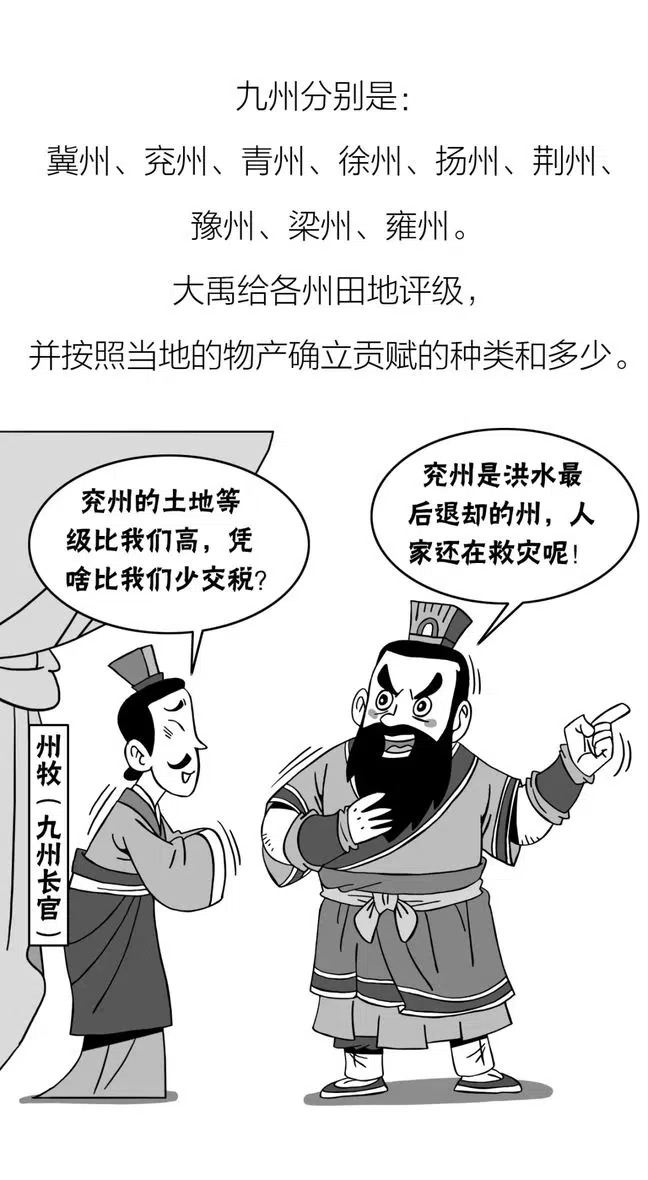 九州分别是：
冀州、兖州、青州、徐州、扬州、荆州、
豫州、梁州、雍州。
大禹给各州田地评级，
并按照当地的物产确立贡赋的种类和多少。
兖州的土地等
级比我们高，凭
啥比我们少交税？
兖州是洪水最
后退却的州，人
家还在救灾呢！
州牧（九州长官）